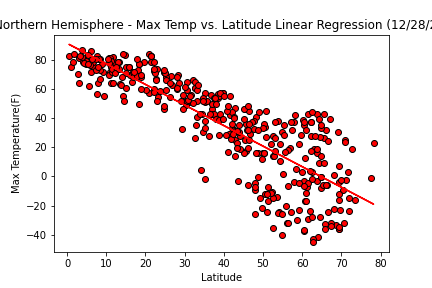 Northern Hemisphere - Max Temp vs. Latitude Linear Regression (12/28/2
Max Temperature(F)
80
60
40
20
0
−20
−40
0 10 20 30 40 50 60 70 80
Latitude